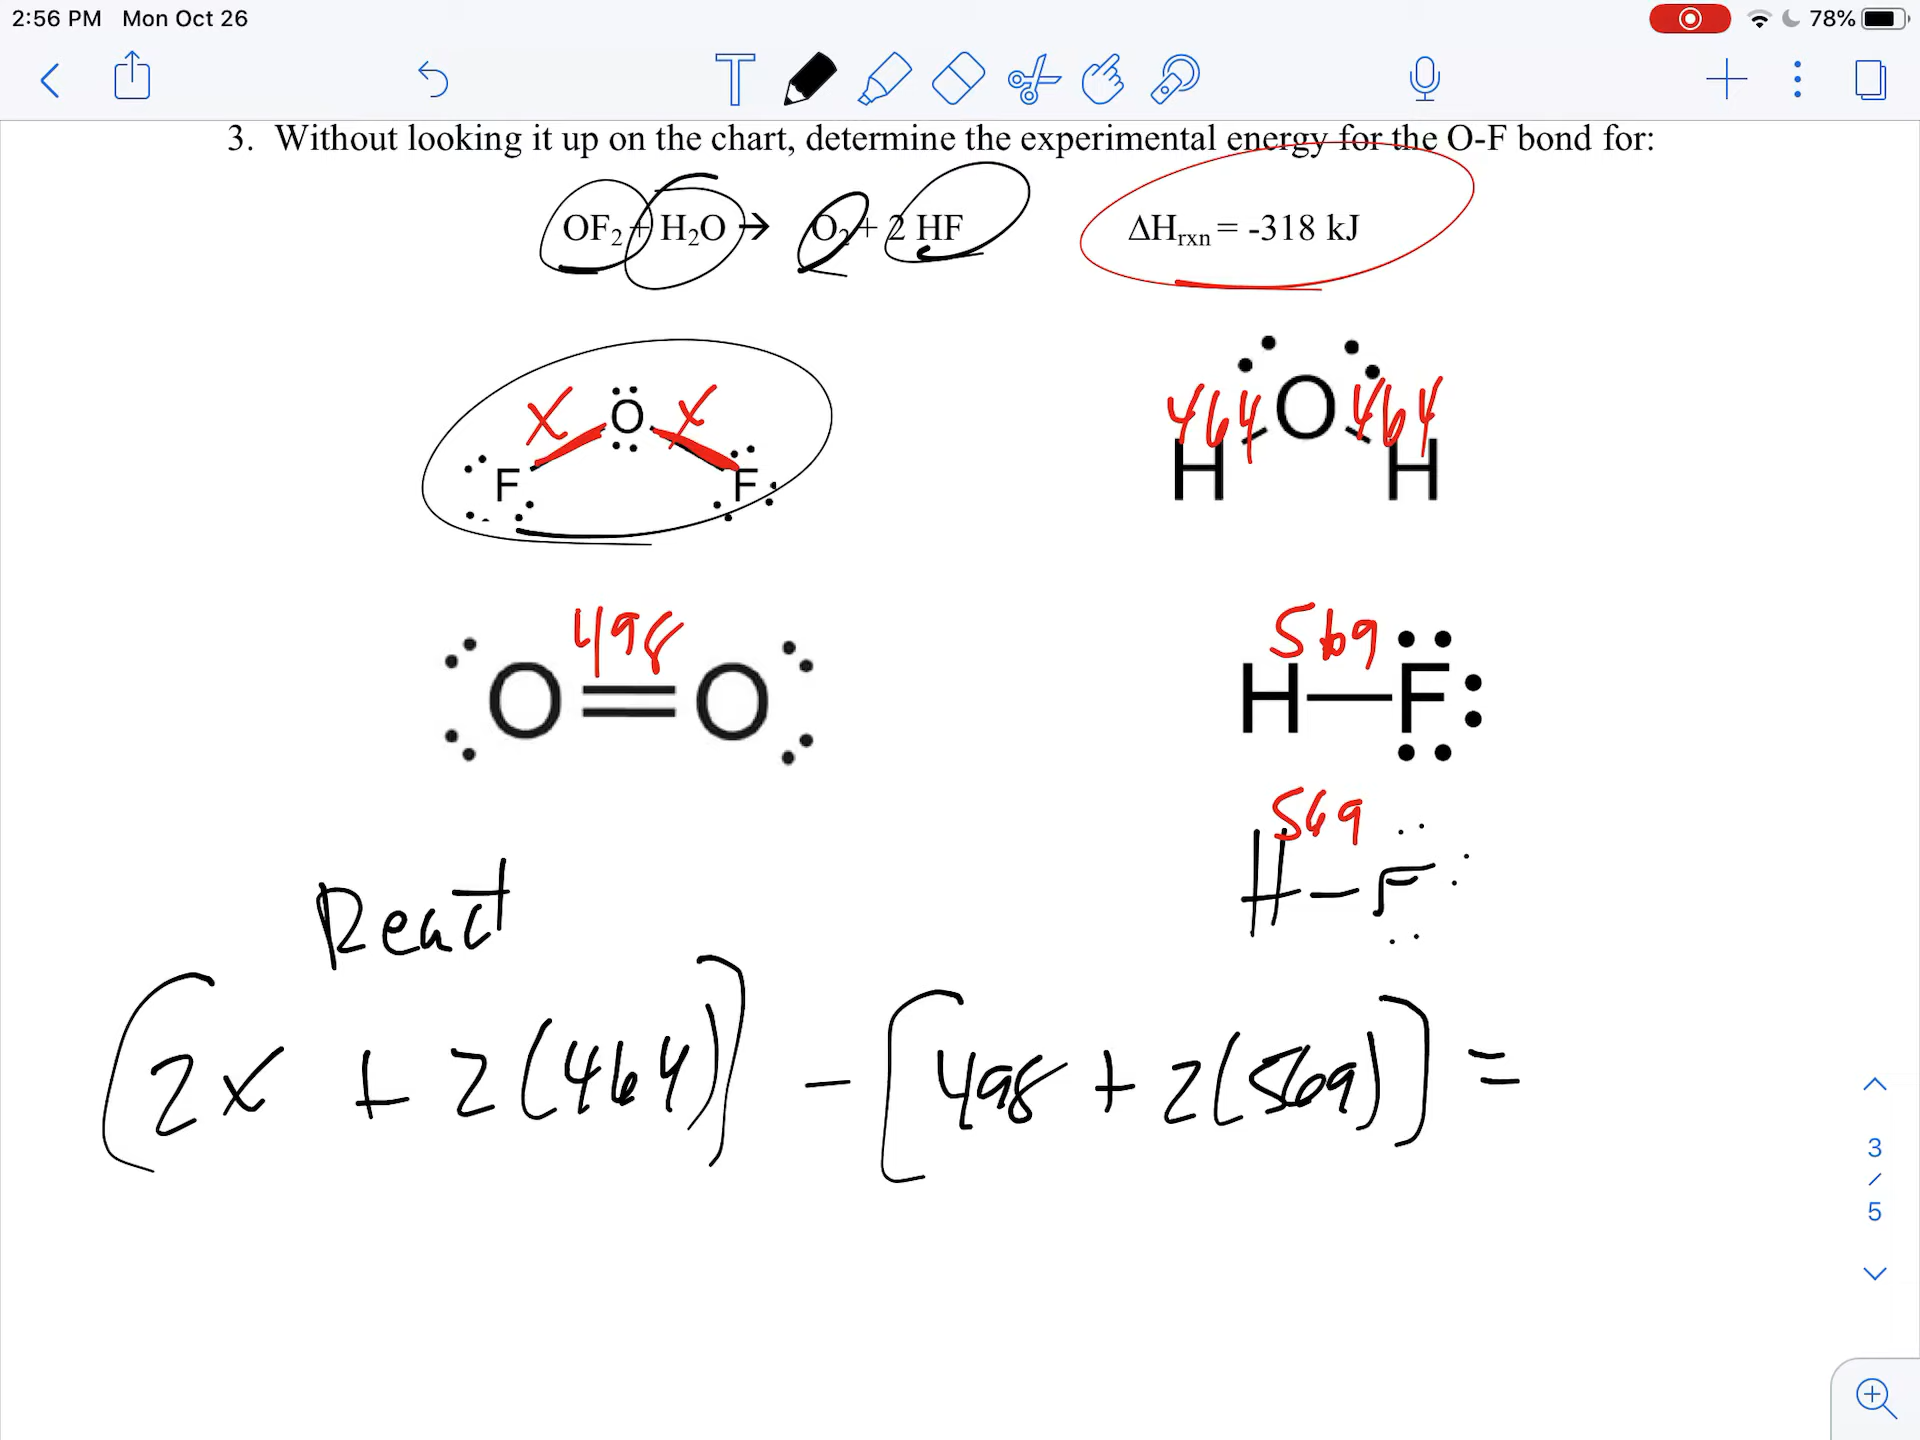 2:56 PM Mon Oct 26 78%
T
3. Without looking it up on the chart, determine the experimental energy for the O-F bond for:
OF₂ + H₂O → O₂ + 2 HF ΔHrxn = -318 kJ
X O X
F F
464 O 464
H H
498
O=O
569
H—F
569
H-F
React
[2x + 2(464)] - [498 + 2(569)] =
3
/
5